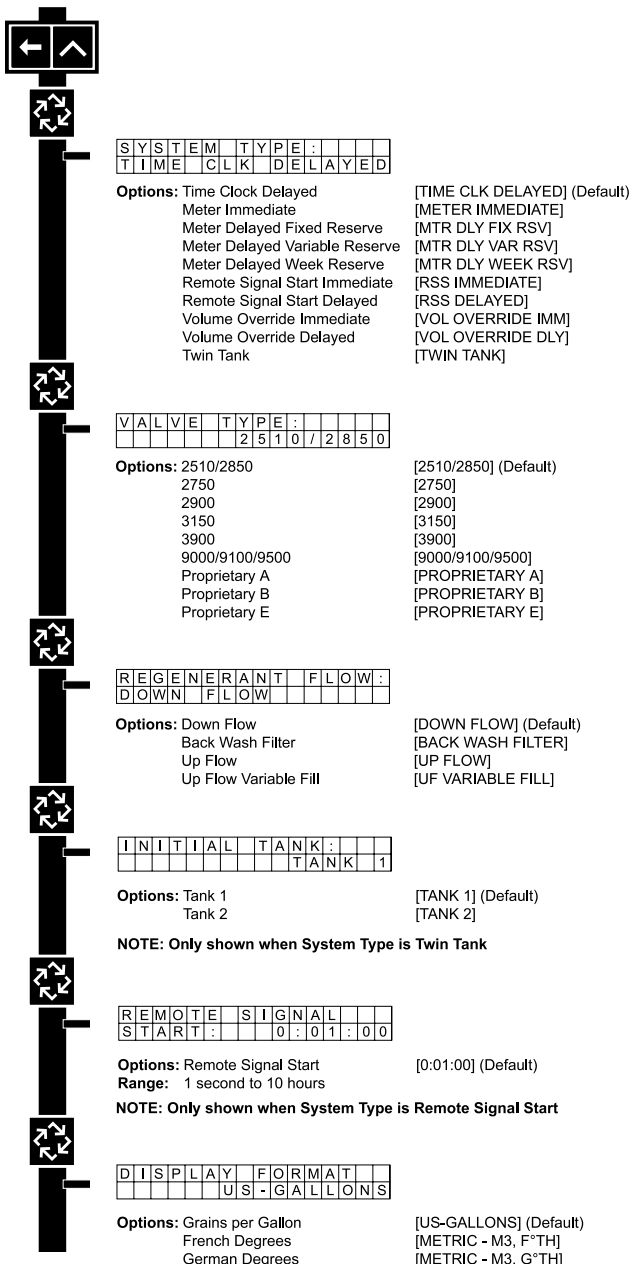 SYSTEM TYPE:
TIME CLK DELAYED
Options: Time Clock Delayed [TIME CLK DELAYED] (Default)
Meter Immediate [METER IMMEDIATE]
Meter Delayed Fixed Reserve [MTR DLY FIX RSV]
Meter Delayed Variable Reserve [MTR DLY VAR RSV]
Meter Delayed Week Reserve [MTR DLY WEEK RSV]
Remote Signal Start Immediate [RSS IMMEDIATE]
Remote Signal Start Delayed [RSS DELAYED]
Volume Override Immediate [VOL OVERRIDE IMM]
Volume Override Delayed [VOL OVERRIDE DLY]
Twin Tank [TWIN TANK]
VALVE TYPE:
2510/2850
Options: 2510/2850 [2510/2850] (Default)
2750 [2750]
2900 [2900]
3150 [3150]
3900 [3900]
9000/9100/9500 [9000/9100/9500]
Proprietary A [PROPRIETARY A]
Proprietary B [PROPRIETARY B]
Proprietary E [PROPRIETARY E]
REGENERANT FLOW:
DOWN FLOW
Options: Down Flow [DOWN FLOW] (Default)
Back Wash Filter [BACK WASH FILTER]
Up Flow [UP FLOW]
Up Flow Variable Fill [UF VARIABLE FILL]
INITIAL TANK:
TANK 1
Options: Tank 1 [TANK 1] (Default)
Tank 2 [TANK 2]
NOTE: Only shown when System Type is Twin Tank
REMOTE SIGNAL
START: 0:01:00
Options: Remote Signal Start [0:01:00] (Default)
Range: 1 second to 10 hours
NOTE: Only shown when System Type is Remote Signal Start
DISPLAY FORMAT
US-GALLONS
Options: Grains per Gallon [US-GALLONS] (Default)
French Degrees [METRIC - M3, F°TH]
German Degrees [METRIC - M3, G°TH]